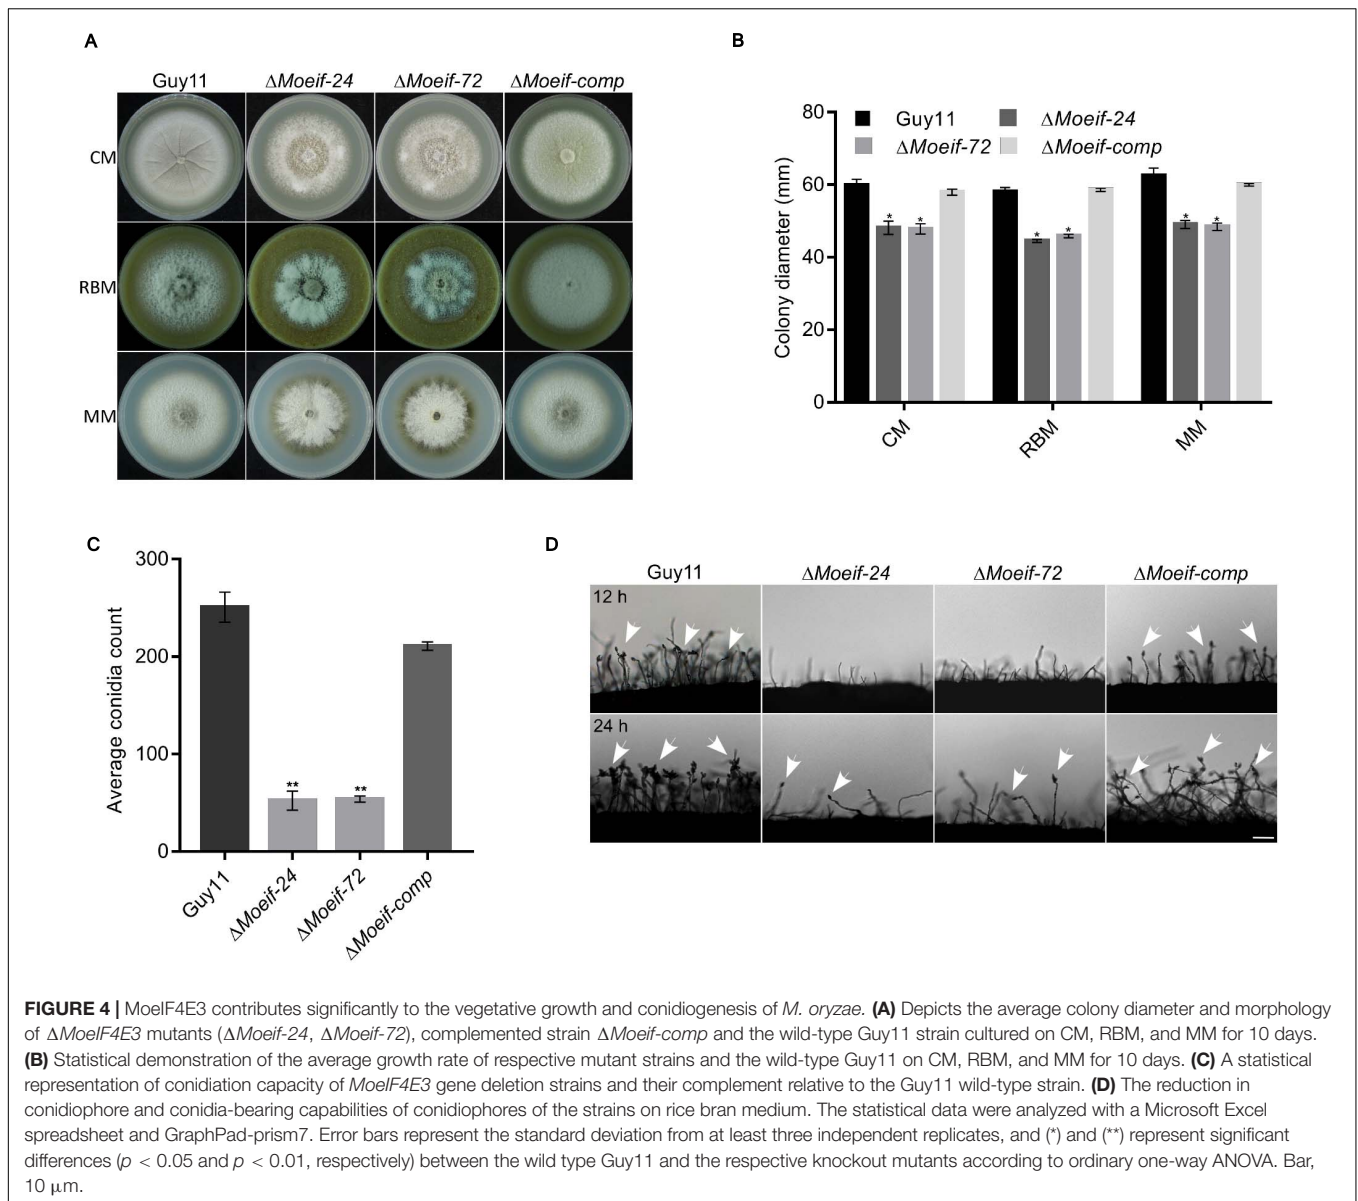 A
Guy11 ΔMoeif-24 ΔMoeif-72 ΔMoeif-comp
CM
RBM
MM
B
80
60
40
20
0
Colony diameter (mm)
Guy11 ΔMoeif-24
ΔMoeif-72 ΔMoeif-comp
* *
* *
* *
CM RBM MM
C
300
200
100
0
Average conidia count
** **
Guy11 ΔMoeif-24 ΔMoeif-72 ΔMoeif-comp
D
Guy11 ΔMoeif-24 ΔMoeif-72 ΔMoeif-comp
12 h
24 h
FIGURE 4 | MoeIF4E3 contributes significantly to the vegetative growth and conidiogenesis of M. oryzae. (A) Depicts the average colony diameter and morphology
of ΔMoeIF4E3 mutants (ΔMoeif-24, ΔMoeif-72), complemented strain ΔMoeif-comp and the wild-type Guy11 strain cultured on CM, RBM, and MM for 10 days.
(B) Statistical demonstration of the average growth rate of respective mutant strains and the wild-type Guy11 on CM, RBM, and MM for 10 days. (C) A statistical
representation of conidiation capacity of MoeIF4E3 gene deletion strains and their complement relative to the Guy11 wild-type strain. (D) The reduction in
conidiophore and conidia-bearing capabilities of conidiophores of the strains on rice bran medium. The statistical data were analyzed with a Microsoft Excel
spreadsheet and GraphPad-prism7. Error bars represent the standard deviation from at least three independent replicates, and (*) and (**) represent significant
differences (p < 0.05 and p < 0.01, respectively) between the wild type Guy11 and the respective knockout mutants according to ordinary one-way ANOVA. Bar,
10 μm.